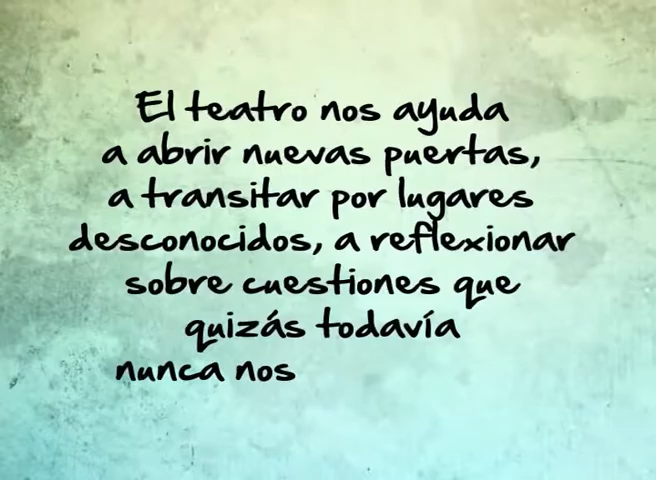 El teatro nos ayuda
a abrir nuevas puertas,
a transitar por lugares
desconocidos, a reflexionar
sobre cuestiones que
quizás todavía
nunca nos